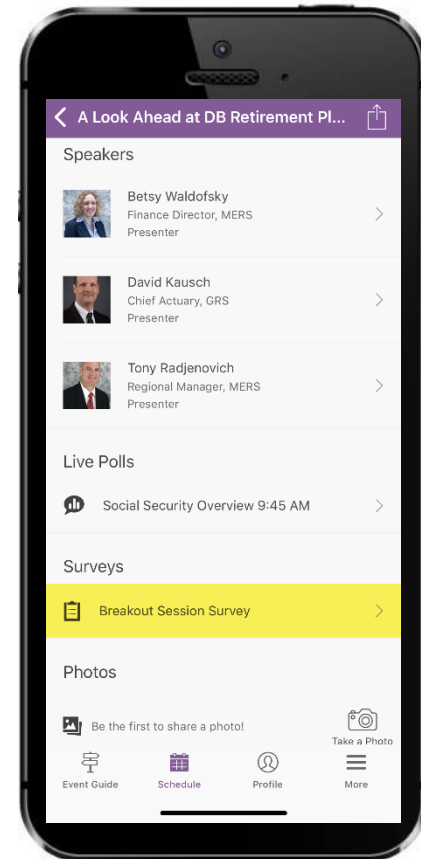 A Look Ahead at DB Retirement Pl...
Speakers
Betsy Waldofsky
Finance Director, MERS
Presenter
David Kausch
Chief Actuary, GRS
Presenter
Tony Radjenovich
Regional Manager, MERS
Presenter
Live Polls
Social Security Overview 9:45 AM
Surveys
Breakout Session Survey
Photos
Be the first to share a photo!
Take a Photo
Event Guide
Schedule
Profile
More